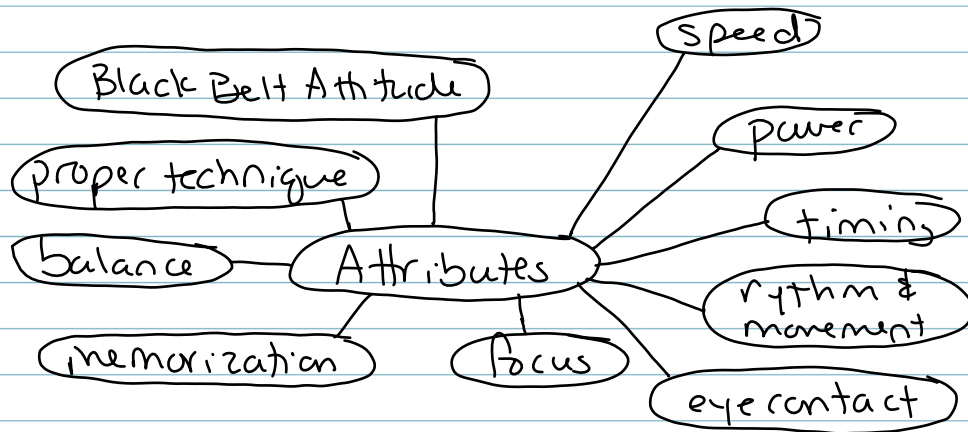 speed
Black Belt Attitude
power
proper technique
timing
Attributes
balance
rythm &
movement
memorization
focus
eye contact